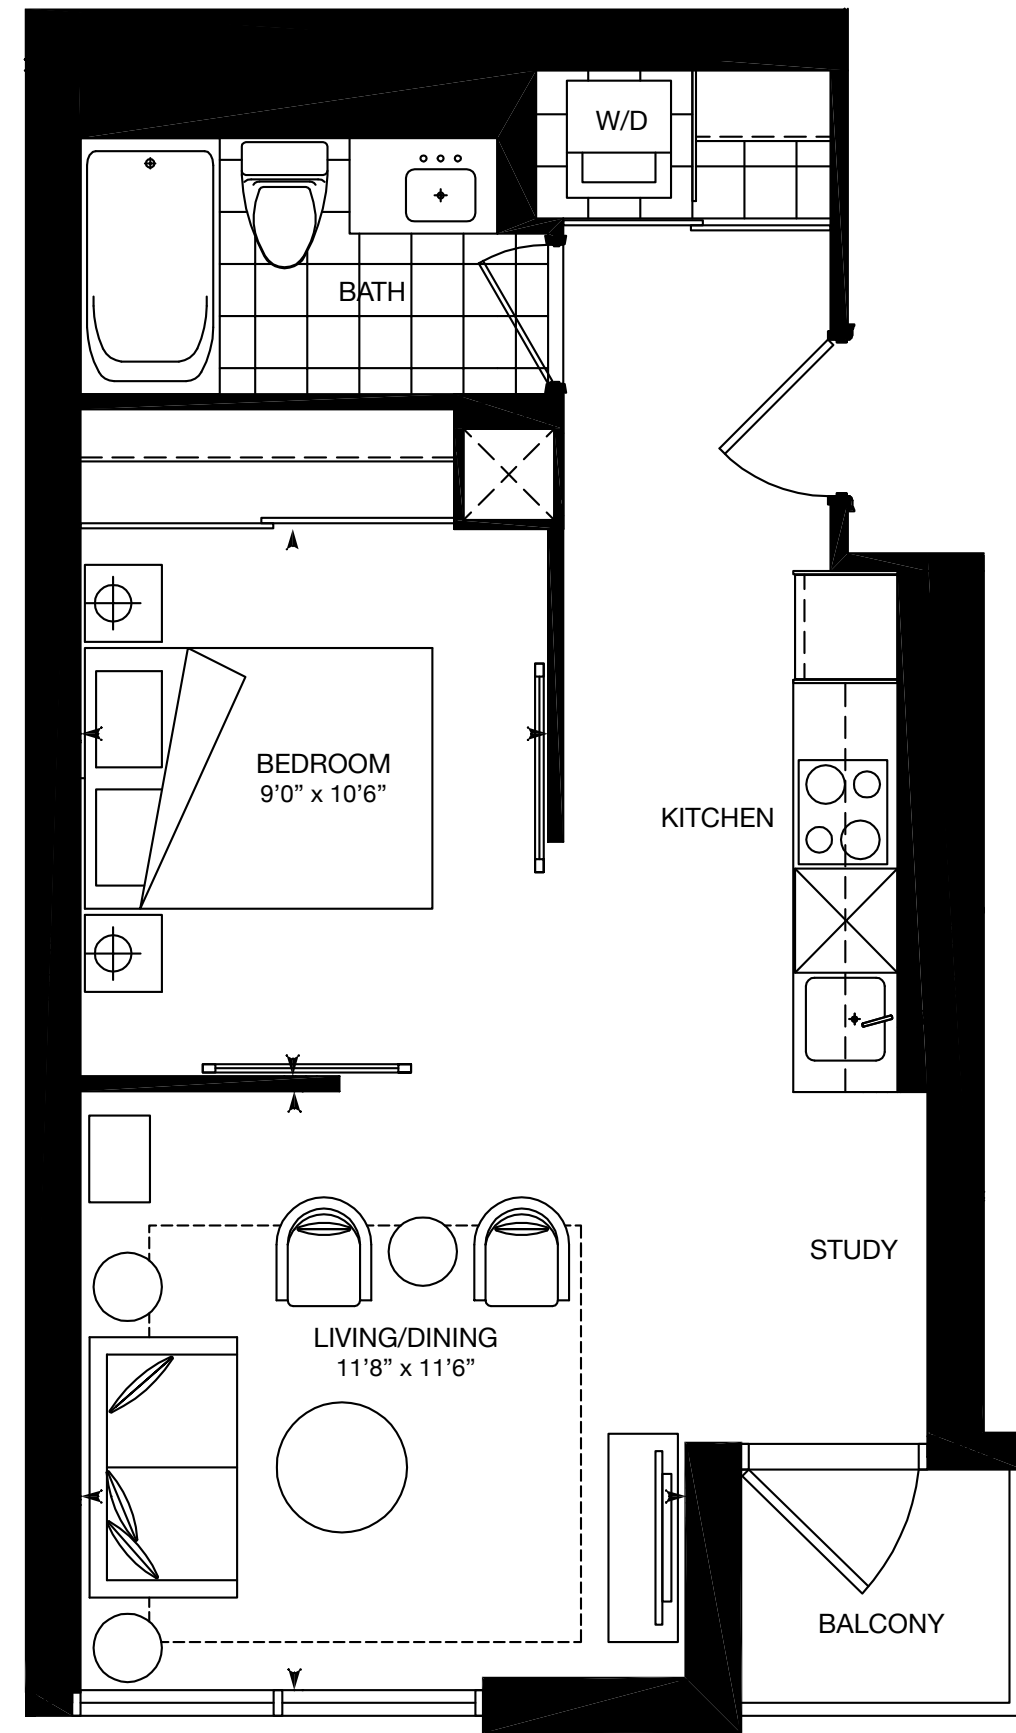 W/D
BATH
BEDROOM
9’0” x 10’6”
KITCHEN
STUDY
LIVING/DINING
11’8” x 11’6”
BALCONY